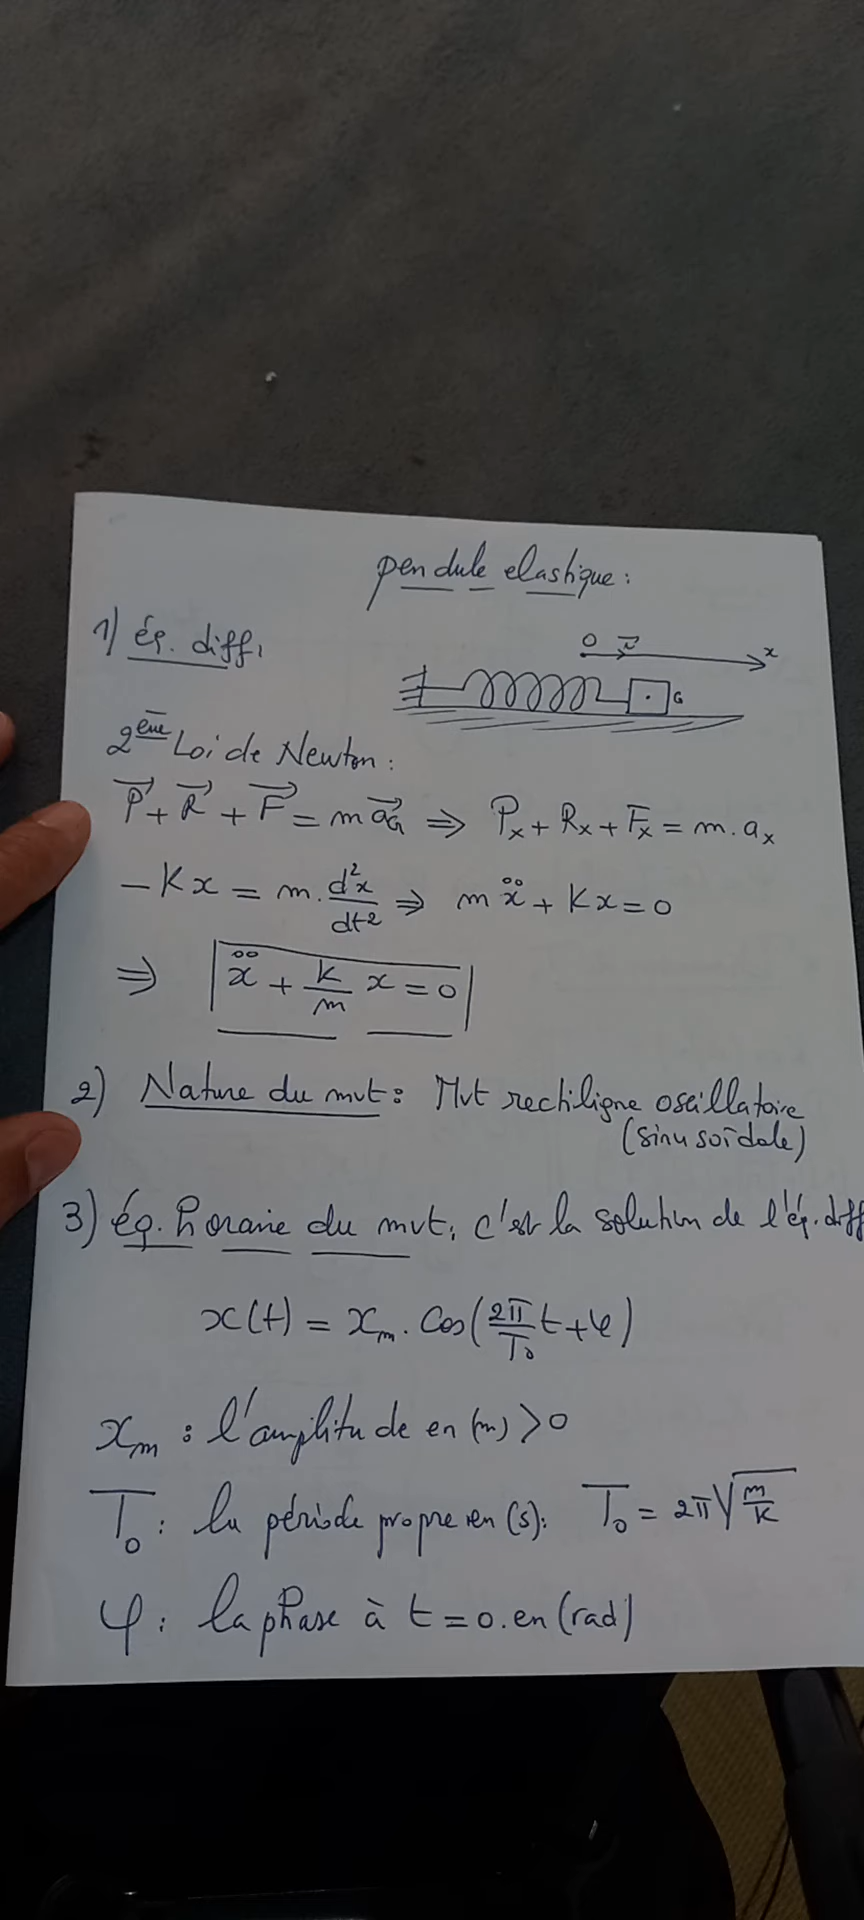 pendule elastique :
1) éq. diff.
O i x
G
2ème Loi de Newton :
P⃗ + R⃗ + F⃗ = m a⃗G ⇒ Px + Rx + Fx = m . ax
− Kx = m . d²x/dt² ⇒ m ẍ + Kx = 0
⇒ ẍ + k/m x = 0
2) Nature du mvt : Mvt rectiligne oscillatoire
(sinusoïdale)
3) éq. horaire du mvt, c'est la solution de l'éq. diff
x(t) = xm . Cos(2π/T0 t + φ)
xm : l'amplitude en (m) > 0
T0 : la période propre en (s) : T0 = 2π√(m/K)
φ : la phase à t = 0 . en (rad)